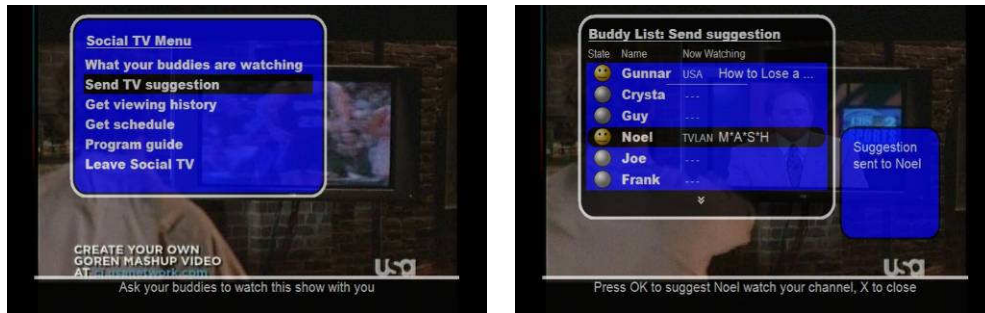 Social TV Menu
What your buddies are watching
Send TV suggestion
Get viewing history
Get schedule
Program guide
Leave Social TV
CREATE YOUR OWN
GOREN MASHUP VIDEO
AT usanetwork.com
usa
Ask your buddies to watch this show with you
Buddy List: Send suggestion
State Name Now Watching
Gunnar USA How to Lose a ...
Crysta ---
Guy ---
Noel TVLAN M*A*S*H
Joe ---
Frank ---
Suggestion
sent to Noel
usa
Press OK to suggest Noel watch your channel, X to close